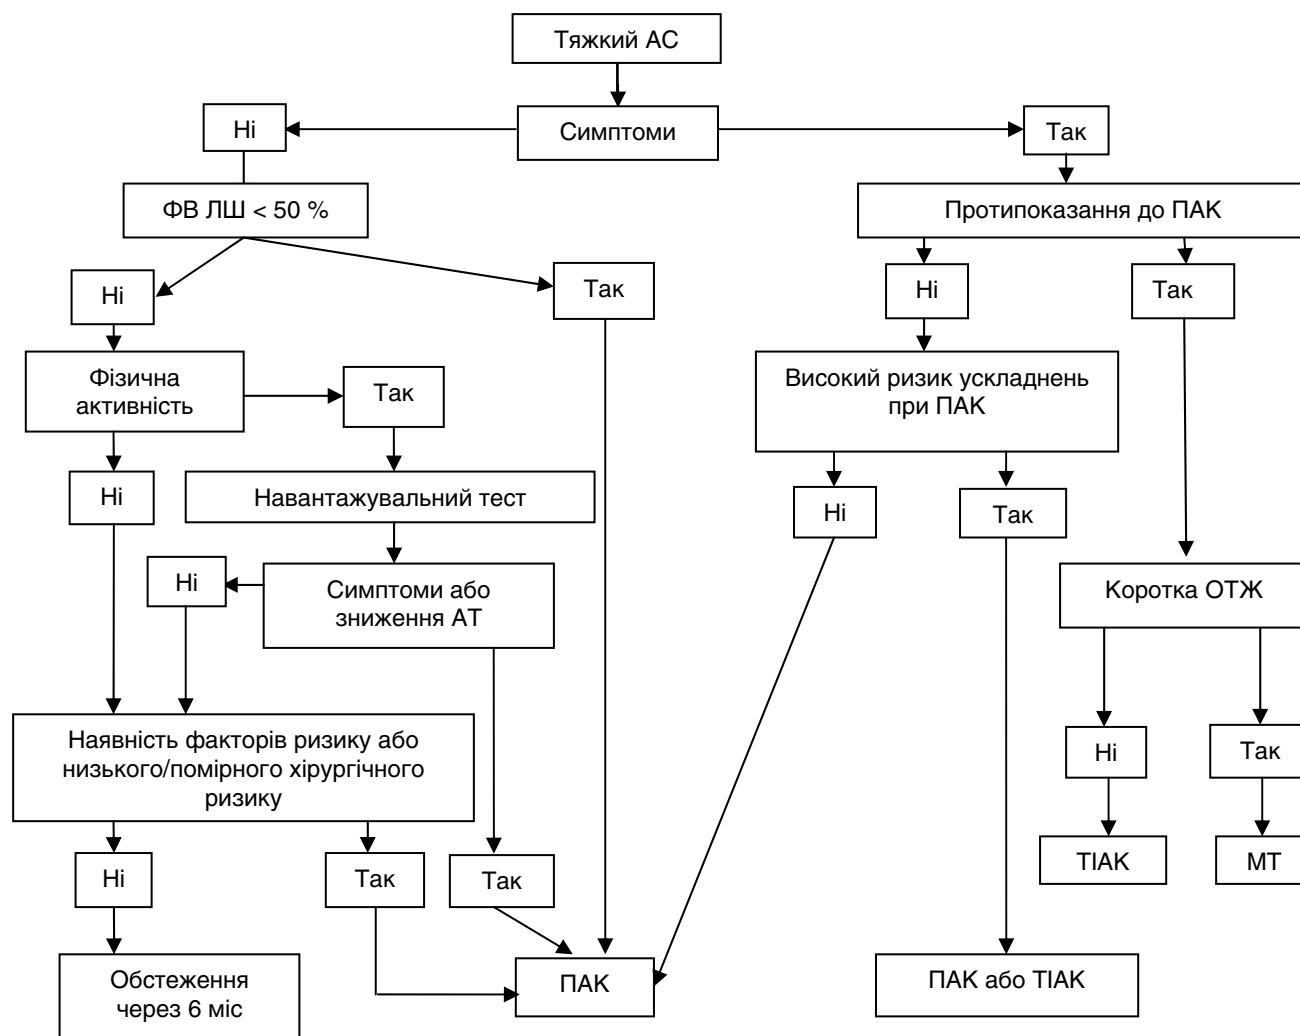 Тяжкий АС
Ні
Симптоми
Так
ФВ ЛШ < 50 %
Протипоказання до ПАК
Ні
Так
Ні
Так
Фізична
активність
Так
Високий ризик ускладнень
при ПАК
Ні
Навантажувальний тест
Ні
Так
Ні
Симптоми або
зниження АТ
Коротка ОТЖ
Наявність факторів ризику або
низького/помірного хірургічного
ризику
Ні
Так
Ні
Так
Так
ТІАК
МТ
Обстеження
через 6 міс
ПАК
ПАК або ТІАК